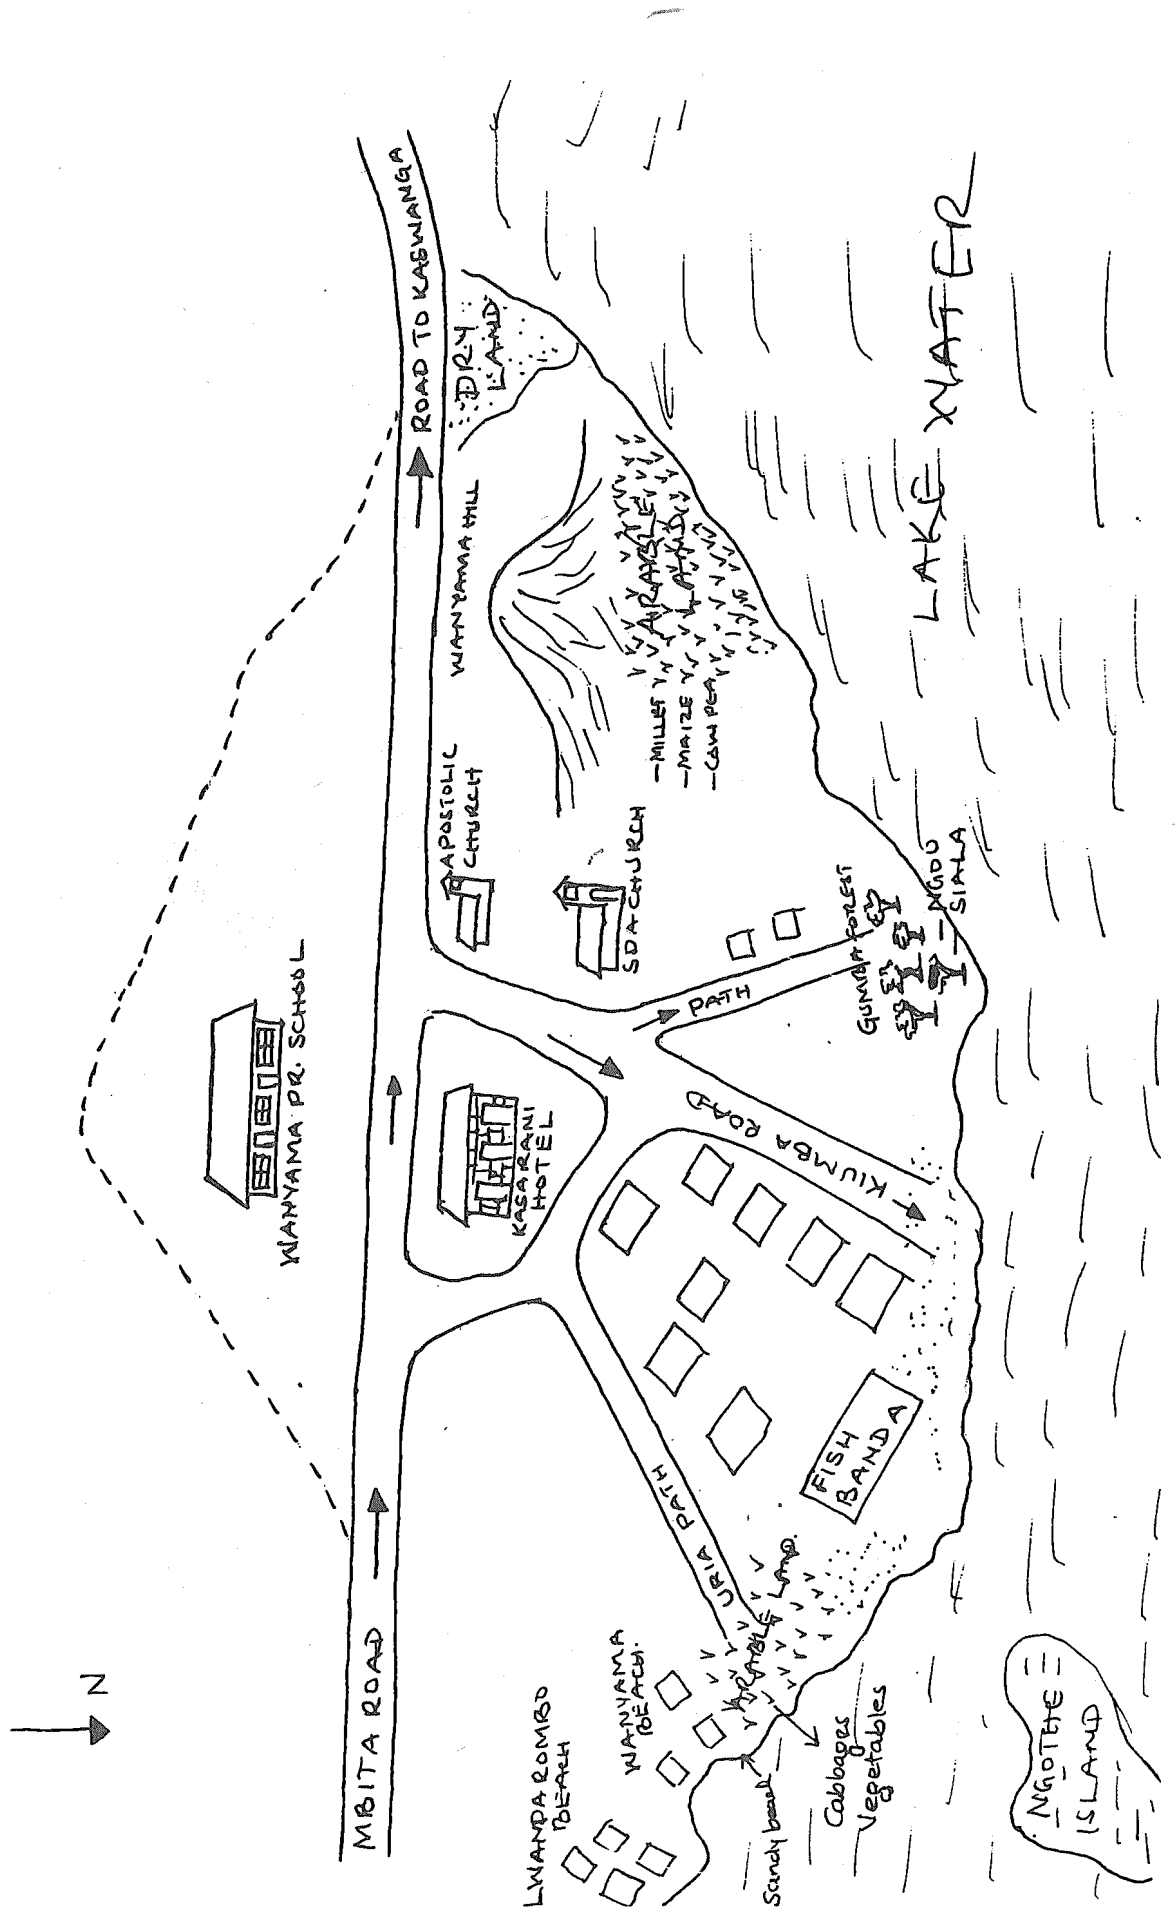 N
MBITA ROAD
ROAD TO KASWANGA
WANYAMA PR. SCHOOL
KASARANI
HOTEL
APOSTOLIC
CHURCH
SDA CHURCH
WANYAMA HILL
DRY
LAND
ARABLE
LAND
-MILLET
-MAIZE
-COWPEA
PATH
GUMBA FOREST
-NGOU
-SIALA
KIUMBA ROAD
URIA PATH
FISH
BANDA
ARABLE LAND.
WANYAMA
BEACH.
LWANDA ROMBO
BEACH
Sandy beach
Cabbages
Vegetables
LAKE WATER
NGOTHE
ISLAND